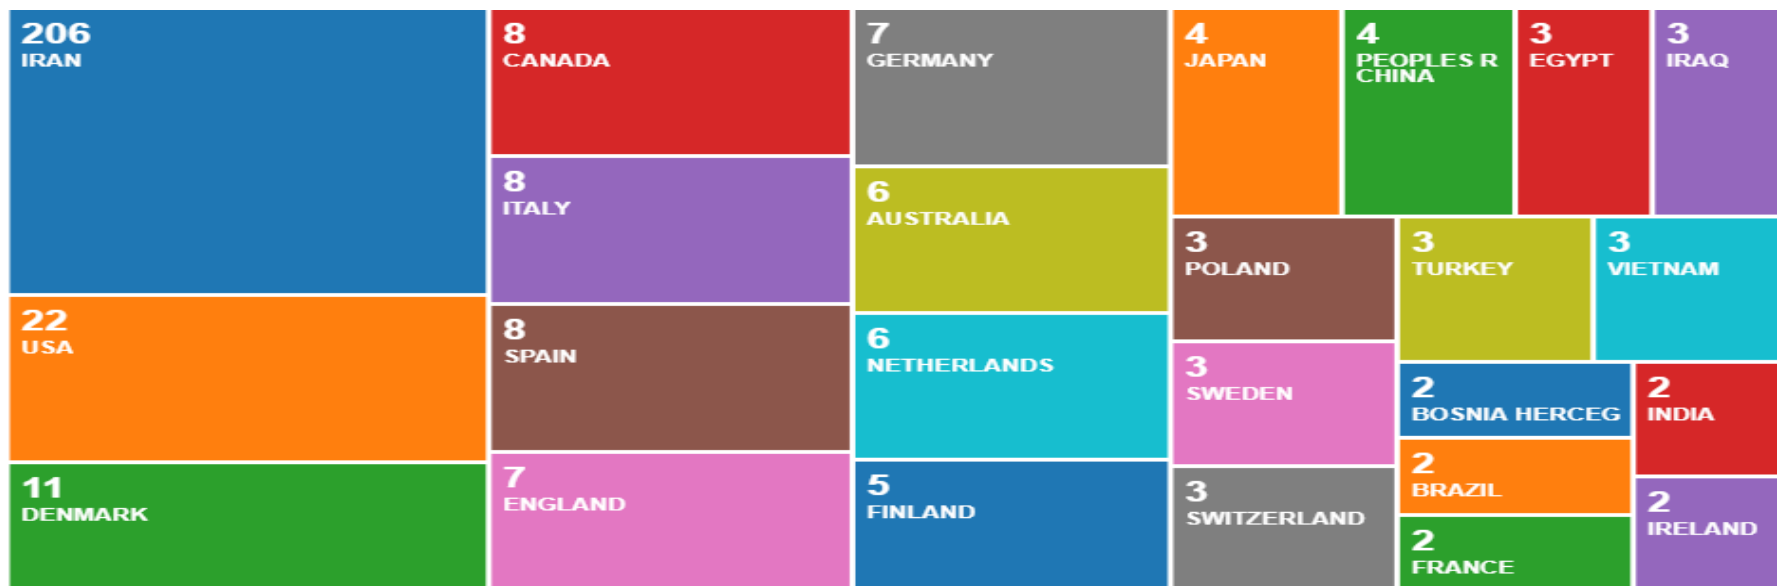 206
IRAN
22
USA
11
DENMARK
8
CANADA
8
ITALY
8
SPAIN
7
ENGLAND
7
GERMANY
6
AUSTRALIA
6
NETHERLANDS
5
FINLAND
4
JAPAN
4
PEOPLES R
CHINA
3
EGYPT
3
IRAQ
3
POLAND
3
SWEDEN
3
SWITZERLAND
3
TURKEY
3
VIETNAM
2
BOSNIA HERCEG
2
BRAZIL
2
FRANCE
2
INDIA
2
IRELAND